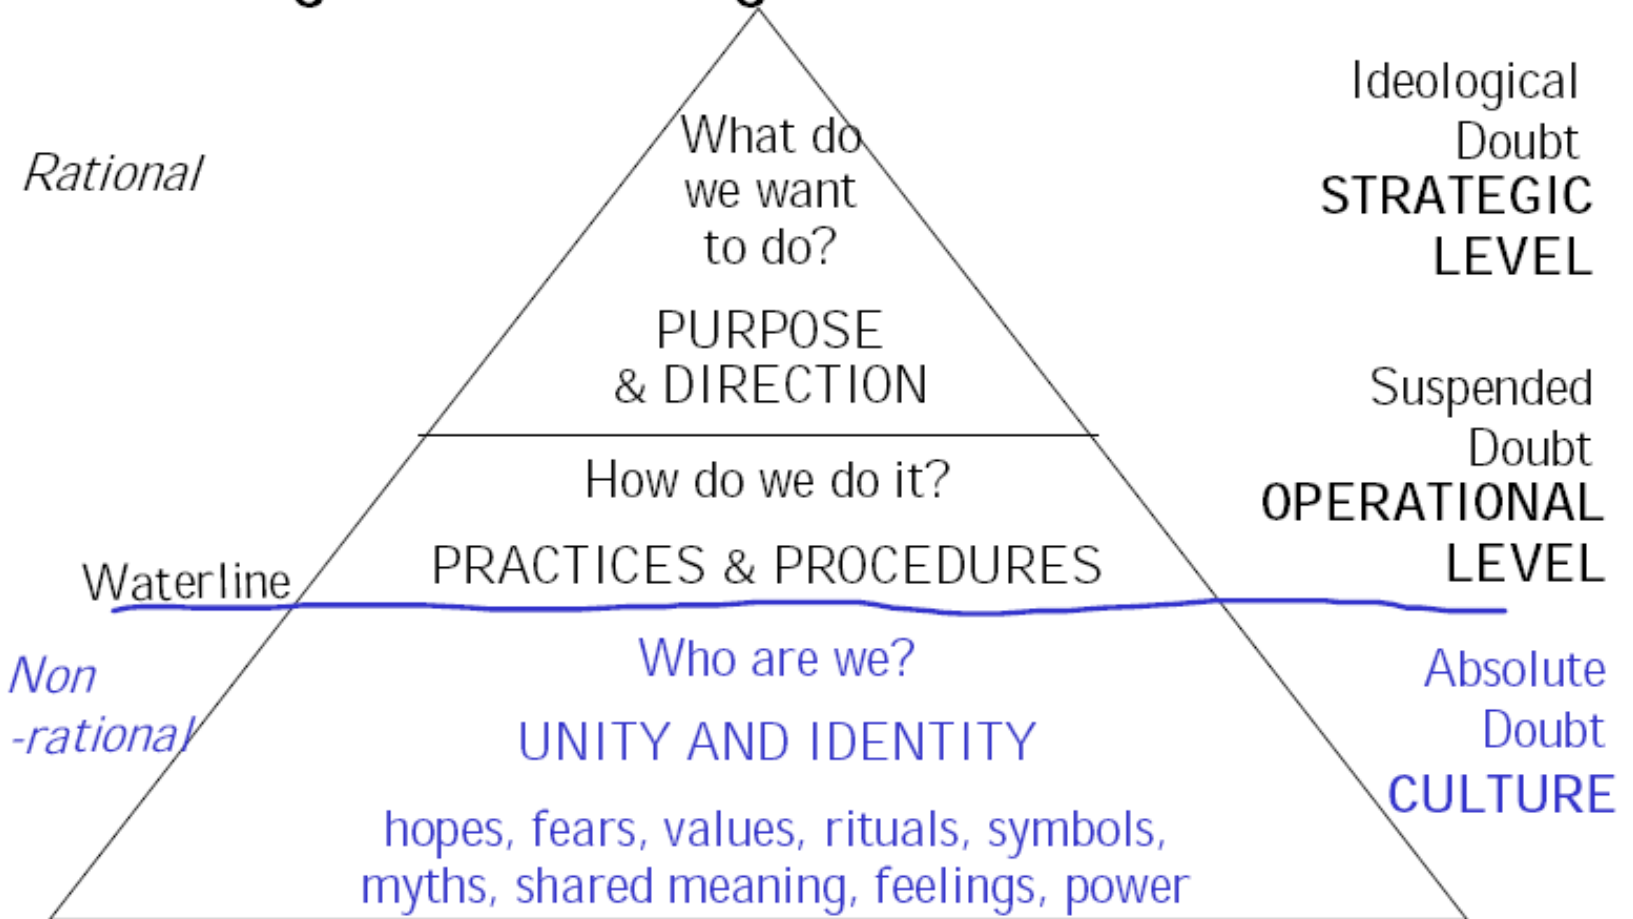 Ideological
Doubt
STRATEGIC
LEVEL
Rational
What do
we want
to do?
PURPOSE
& DIRECTION
Suspended
Doubt
OPERATIONAL
LEVEL
How do we do it?
PRACTICES & PROCEDURES
Waterline
Non
-rational
Who are we?
UNITY AND IDENTITY
hopes, fears, values, rituals, symbols,
myths, shared meaning, feelings, power
Absolute
Doubt
CULTURE